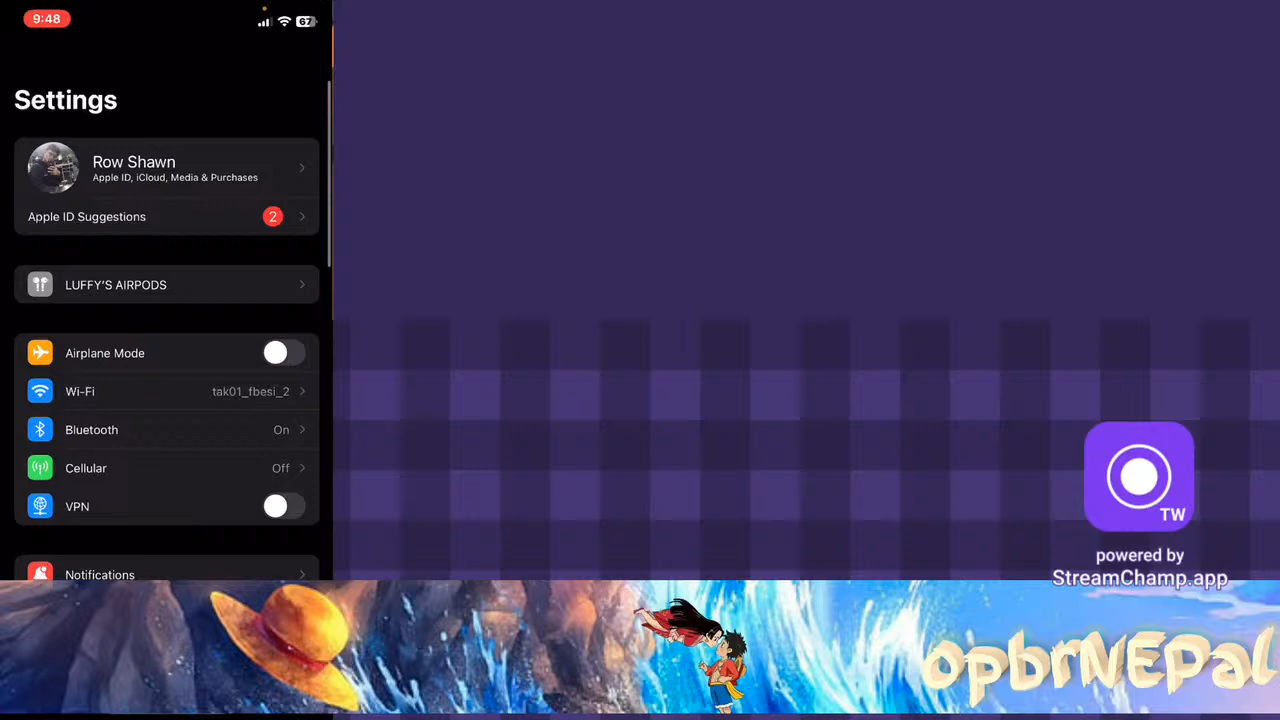 9:48
67
Settings
Row Shawn
Apple ID, iCloud, Media & Purchases
Apple ID Suggestions 2
LUFFY'S AIRPODS
Airplane Mode
Wi-Fi tak01_fbesi_2
Bluetooth On
Cellular Off
VPN
Notifications
TW
powered by
StreamChamp.app
opbrNEPal